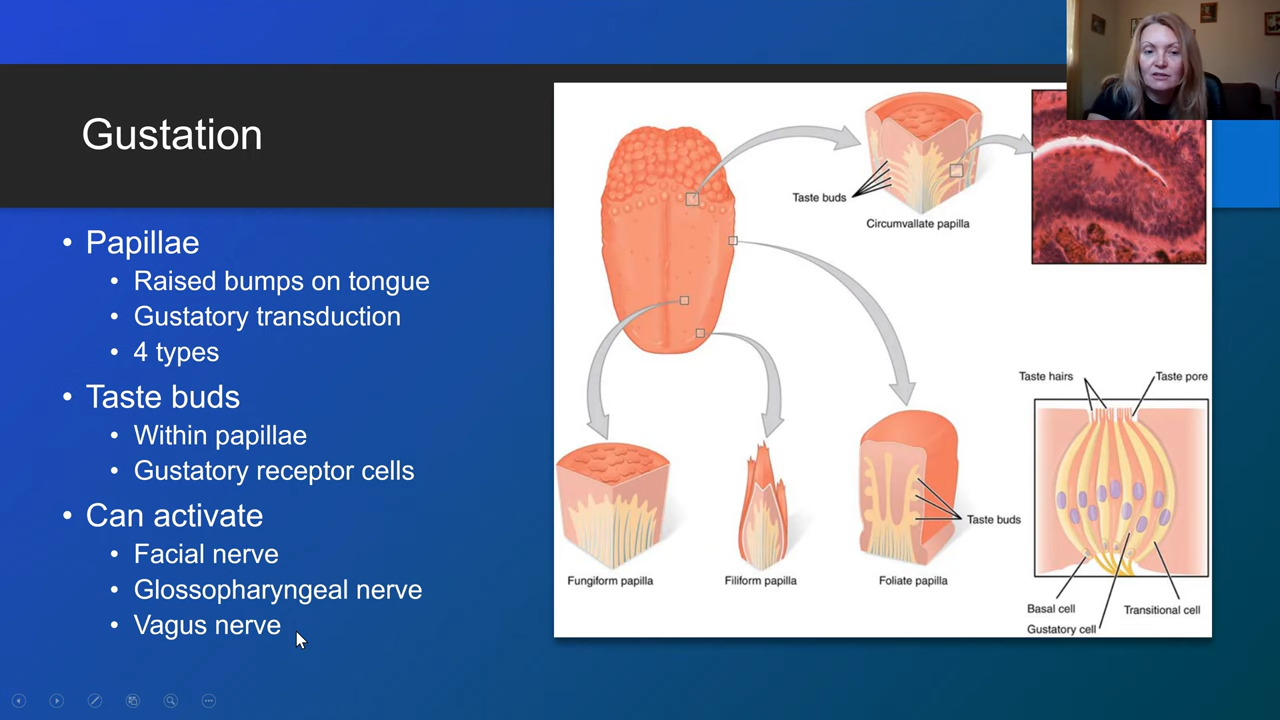 Gustation
• Papillae
• Raised bumps on tongue
• Gustatory transduction
• 4 types
• Taste buds
• Within papillae
• Gustatory receptor cells
• Can activate
• Facial nerve
• Glossopharyngeal nerve
• Vagus nerve
Taste buds
Circumvallate papilla
Fungiform papilla
Filiform papilla
Foliate papilla
Taste buds
Taste hairs
Taste pore
Basal cell
Transitional cell
Gustatory cell